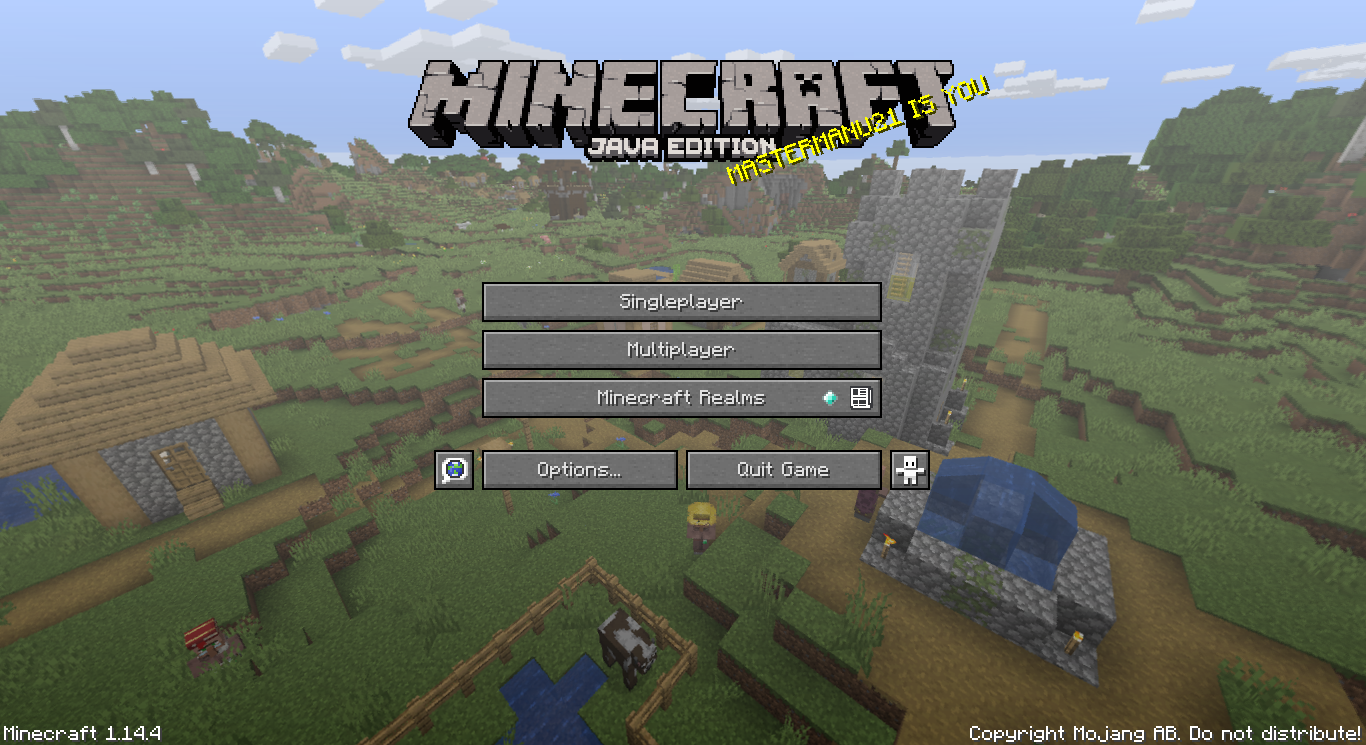 MINECRAFT
JAVA EDITION
MASTERMANU21 IS YOU
Singleplayer
Multiplayer
Minecraft Realms
Options...
Quit Game
Minecraft 1.14.4
Copyright Mojang AB. Do not distribute!